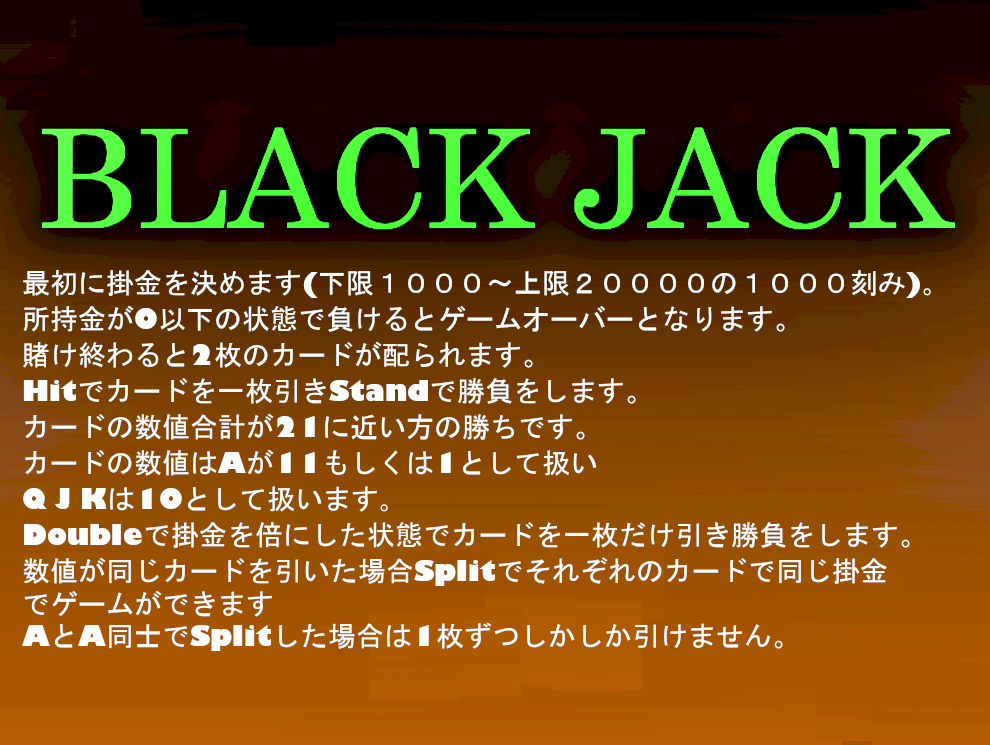 BLACK JACK
最初に掛金を決めます(下限１０００～上限２００００の１０００刻み)。
所持金が0以下の状態で負けるとゲームオーバーとなります。
賭け終わると2枚のカードが配られます。
Hitでカードを一枚引きStandで勝負をします。
カードの数値合計が21に近い方の勝ちです。
カードの数値はAが11もしくは1として扱い
Q J Kは10として扱います。
Doubleで掛金を倍にした状態でカードを一枚だけ引き勝負をします。
数値が同じカードを引いた場合Splitでそれぞれのカードで同じ掛金
でゲームができます
AとA同士でSplitした場合は1枚ずつしかしか引けません。